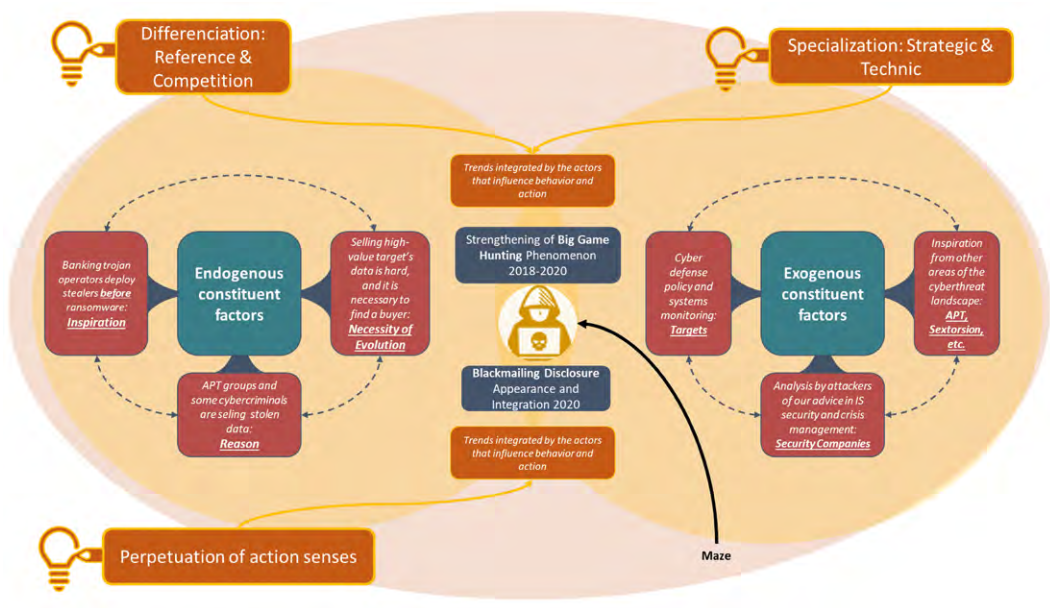 Differenciation:
Reference &
Competition
Specialization: Strategic &
Technic
Trends integrated by the actors
that influence behavior and
action
Banking trojan
operators deploy
stealers before
ransomware:
Inspiration
Endogenous
constituent
factors
Selling high-
value target's
data is hard,
and it is
necessary to
find a buyer:
Necessity of
Evolution
APT groups and
some cybercriminals
are seling stolen
data:
Reason
Strengthening of Big Game
Hunting Phenomenon
2018-2020
Blackmailing Disclosure
Appearance and
Integration 2020
Trends integrated by the actors
that influence behavior and
action
Cyber
defense
policy and
systems
monitoring:
Targets
Exogenous
constituent
factors
Inspiration
from other
areas of the
cyberthreat
landscape:
APT,
Sextorsion,
etc.
Analysis by attackers
of our advice in IS
security and crisis
management:
Security Companies
Perpetuation of action senses
Maze